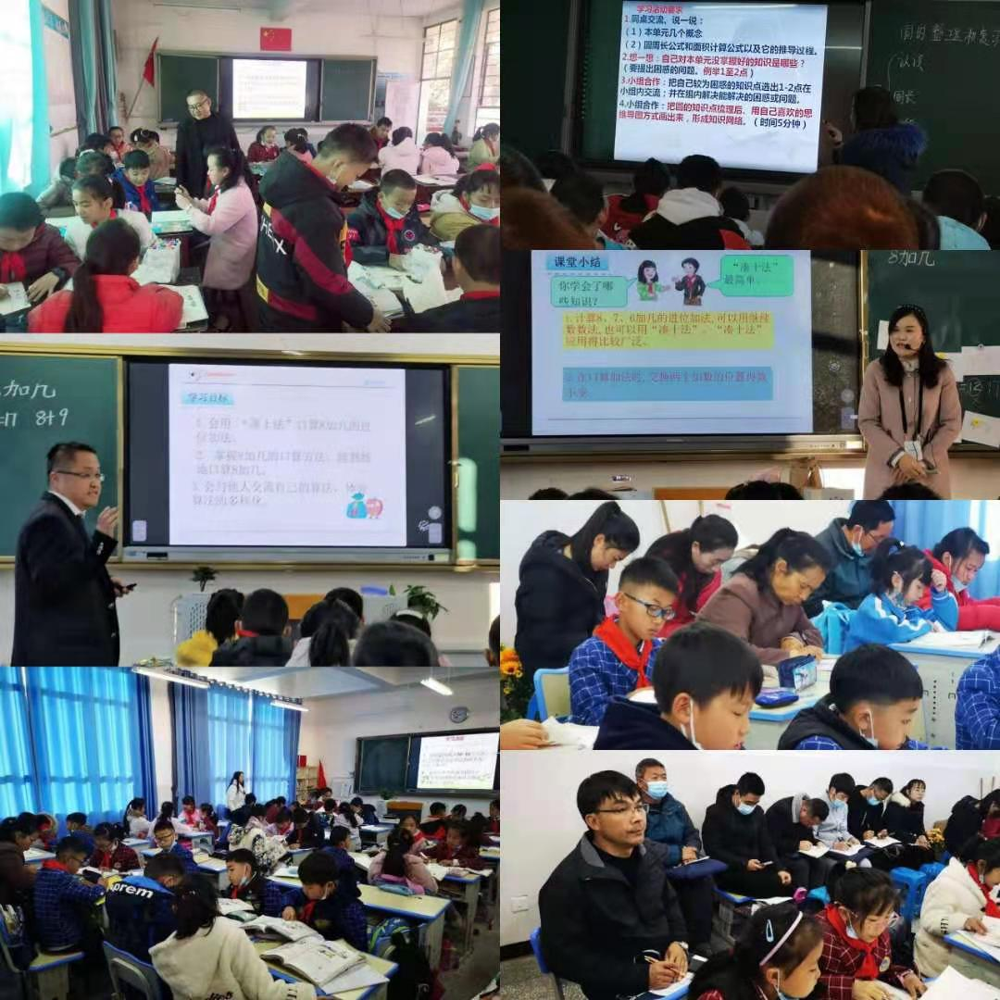 学习活动要求
1.同桌交流、说一说：
（1）本单元几个概念
（2）圆周长公式和面积计算公式以及它的推导过程。
2.想一想：自己对本单元没掌握好的知识是哪些？
（要提出困惑的问题。例举1至2点）
3.小组合作：把自己较为困惑的知识点选出1-2点在
小组内交流；并在组内解决能解决的困惑或问题。
4.小组合作：把圆的知识点梳理后、用自己喜欢的思
维导图方式画出来，形成知识网络。（时间5分钟）
圆的整理和复习
认识
周长
课堂小结
你学会了哪
些知识？
“凑十法”
最简单。
1.计算8、7、6加几的进位加法,可以用继续
数数法,也可以用“凑十法”。“凑十法”
应用得比较广泛。
2.在计算加法时,交换两个加数的位置得数
不变。
8加几
加几
8+9
学习目标
1.会用“凑十法”口算8加几的进
位加法。
2.掌握8加几的口算方法，能熟练
地口算8加几。
3.会与他人交流自己的算法，体会
算法的多样化。
prem